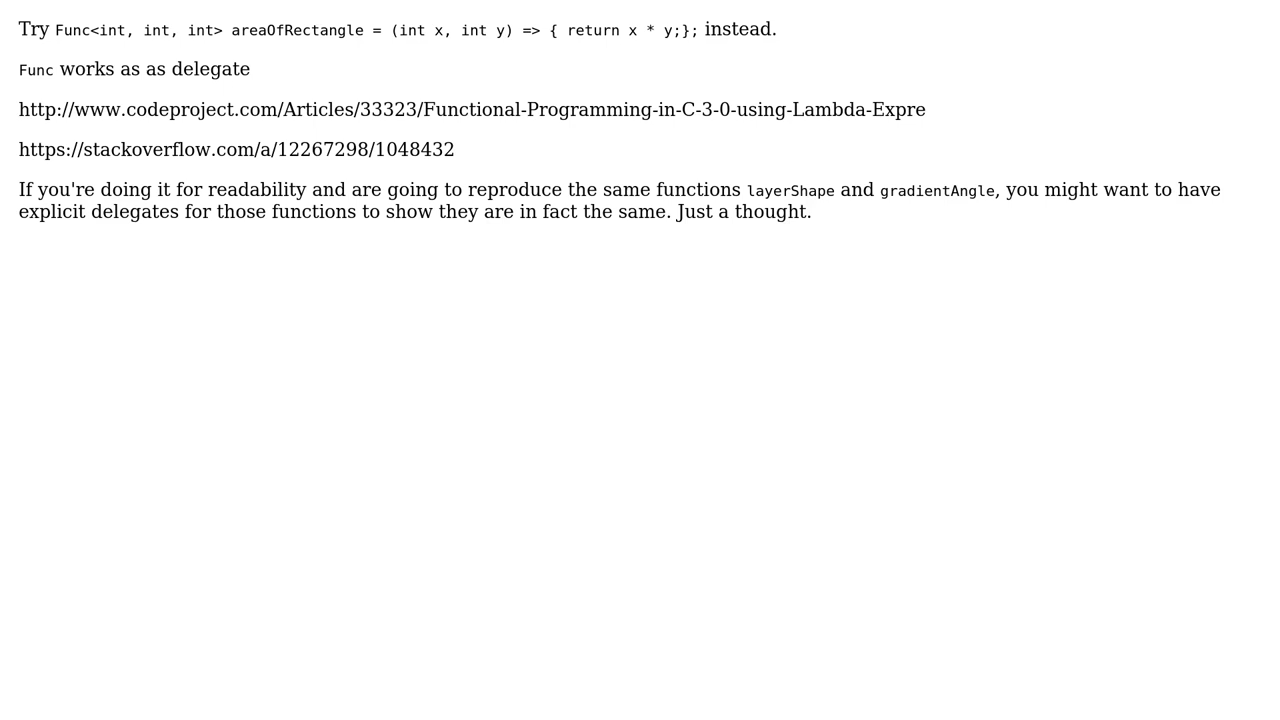 Try Func<int, int, int> areaOfRectangle = (int x, int y) => { return x * y;}; instead.
Func works as as delegate
http://www.codeproject.com/Articles/33323/Functional-Programming-in-C-3-0-using-Lambda-Expre
https://stackoverflow.com/a/12267298/1048432
If you're doing it for readability and are going to reproduce the same functions layerShape and gradientAngle, you might want to have
explicit delegates for those functions to show they are in fact the same. Just a thought.